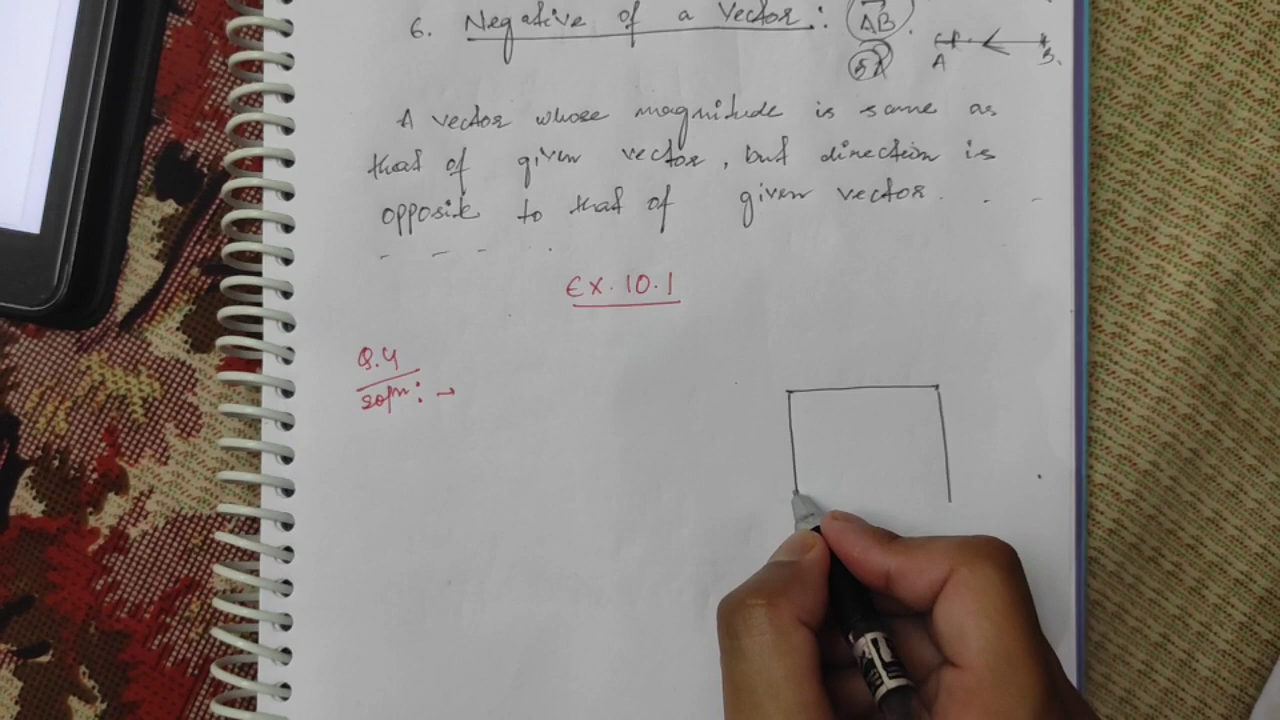 6. Negative of a Vector : AB.
BA A B.
A vector whose magnitude is same as
that of given vector, but direction is
opposite to that of given vector. . -
- - - .
Ex. 10.1
Q.4
Soln: →